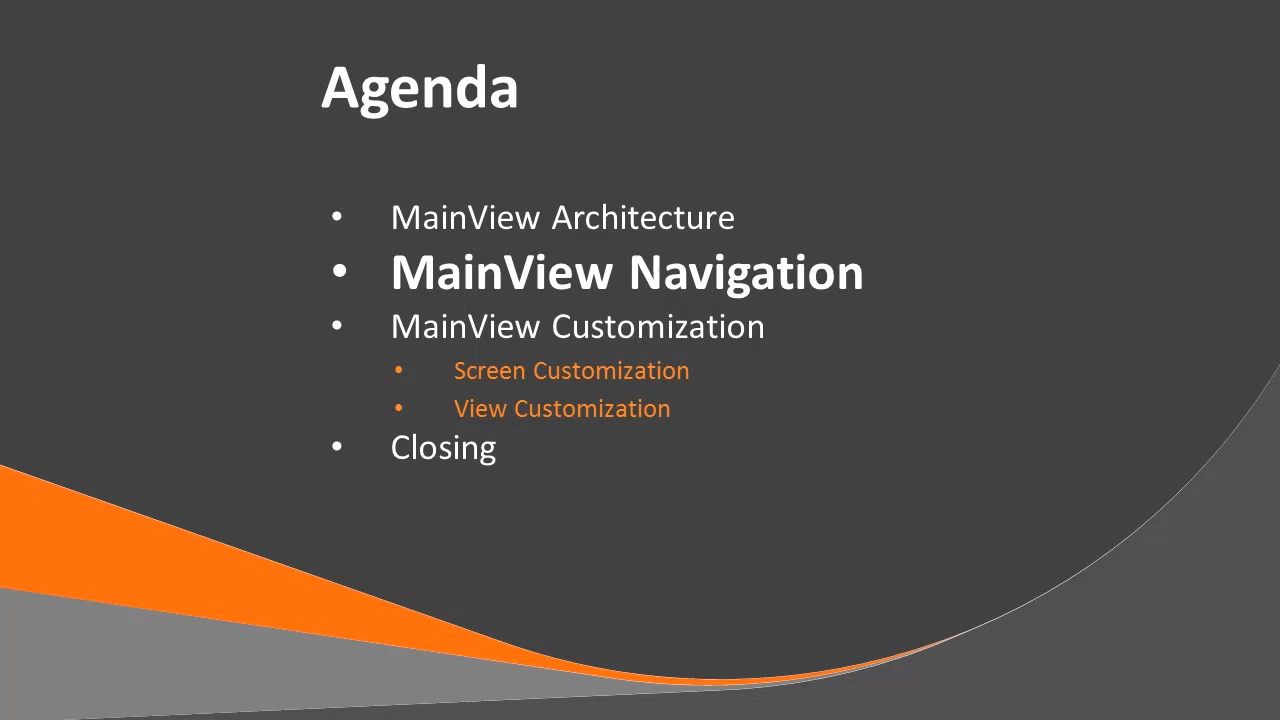 Agenda
• MainView Architecture
• MainView Navigation
• MainView Customization
• Screen Customization
• View Customization
• Closing